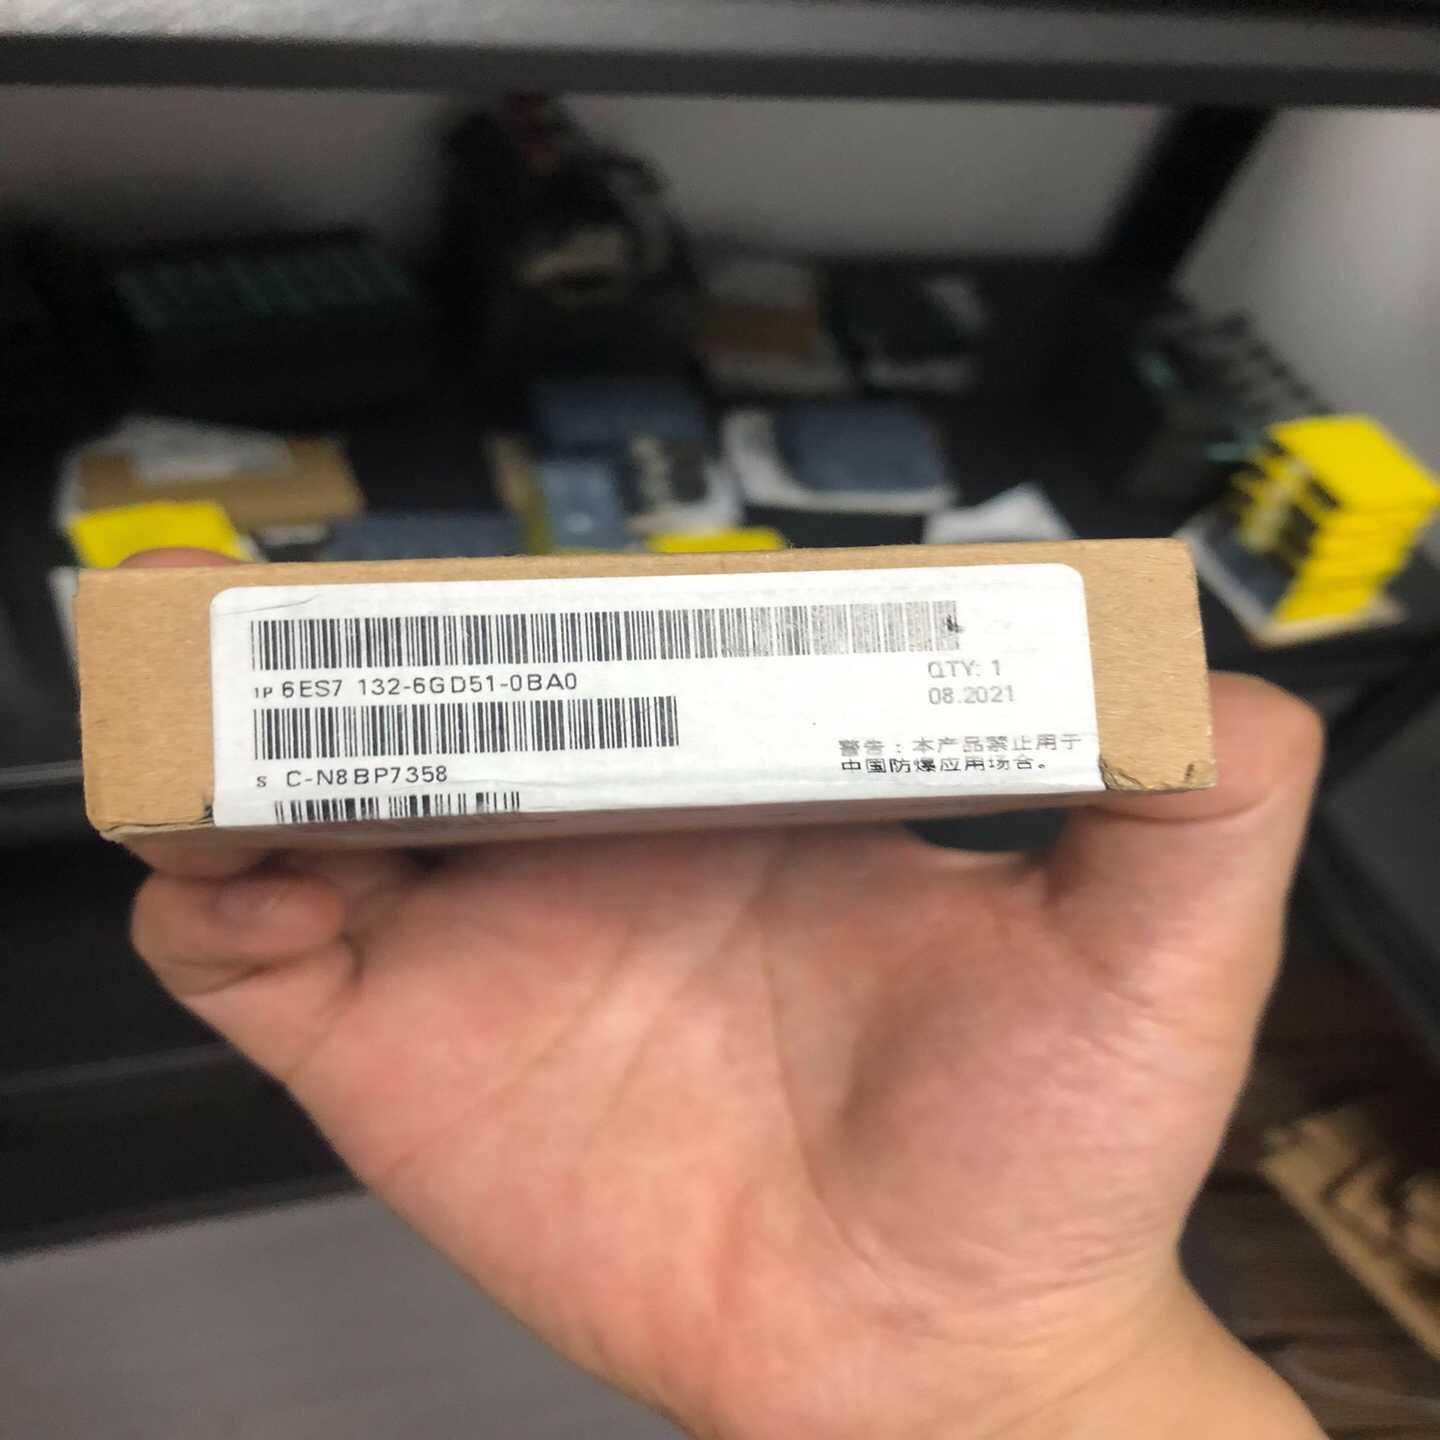 1P 6ES7 132-6GD51-0BA0
QTY: 1
08.2021
S C-N8BP7358
警告：本产品禁止用于
中国防爆应用场合。